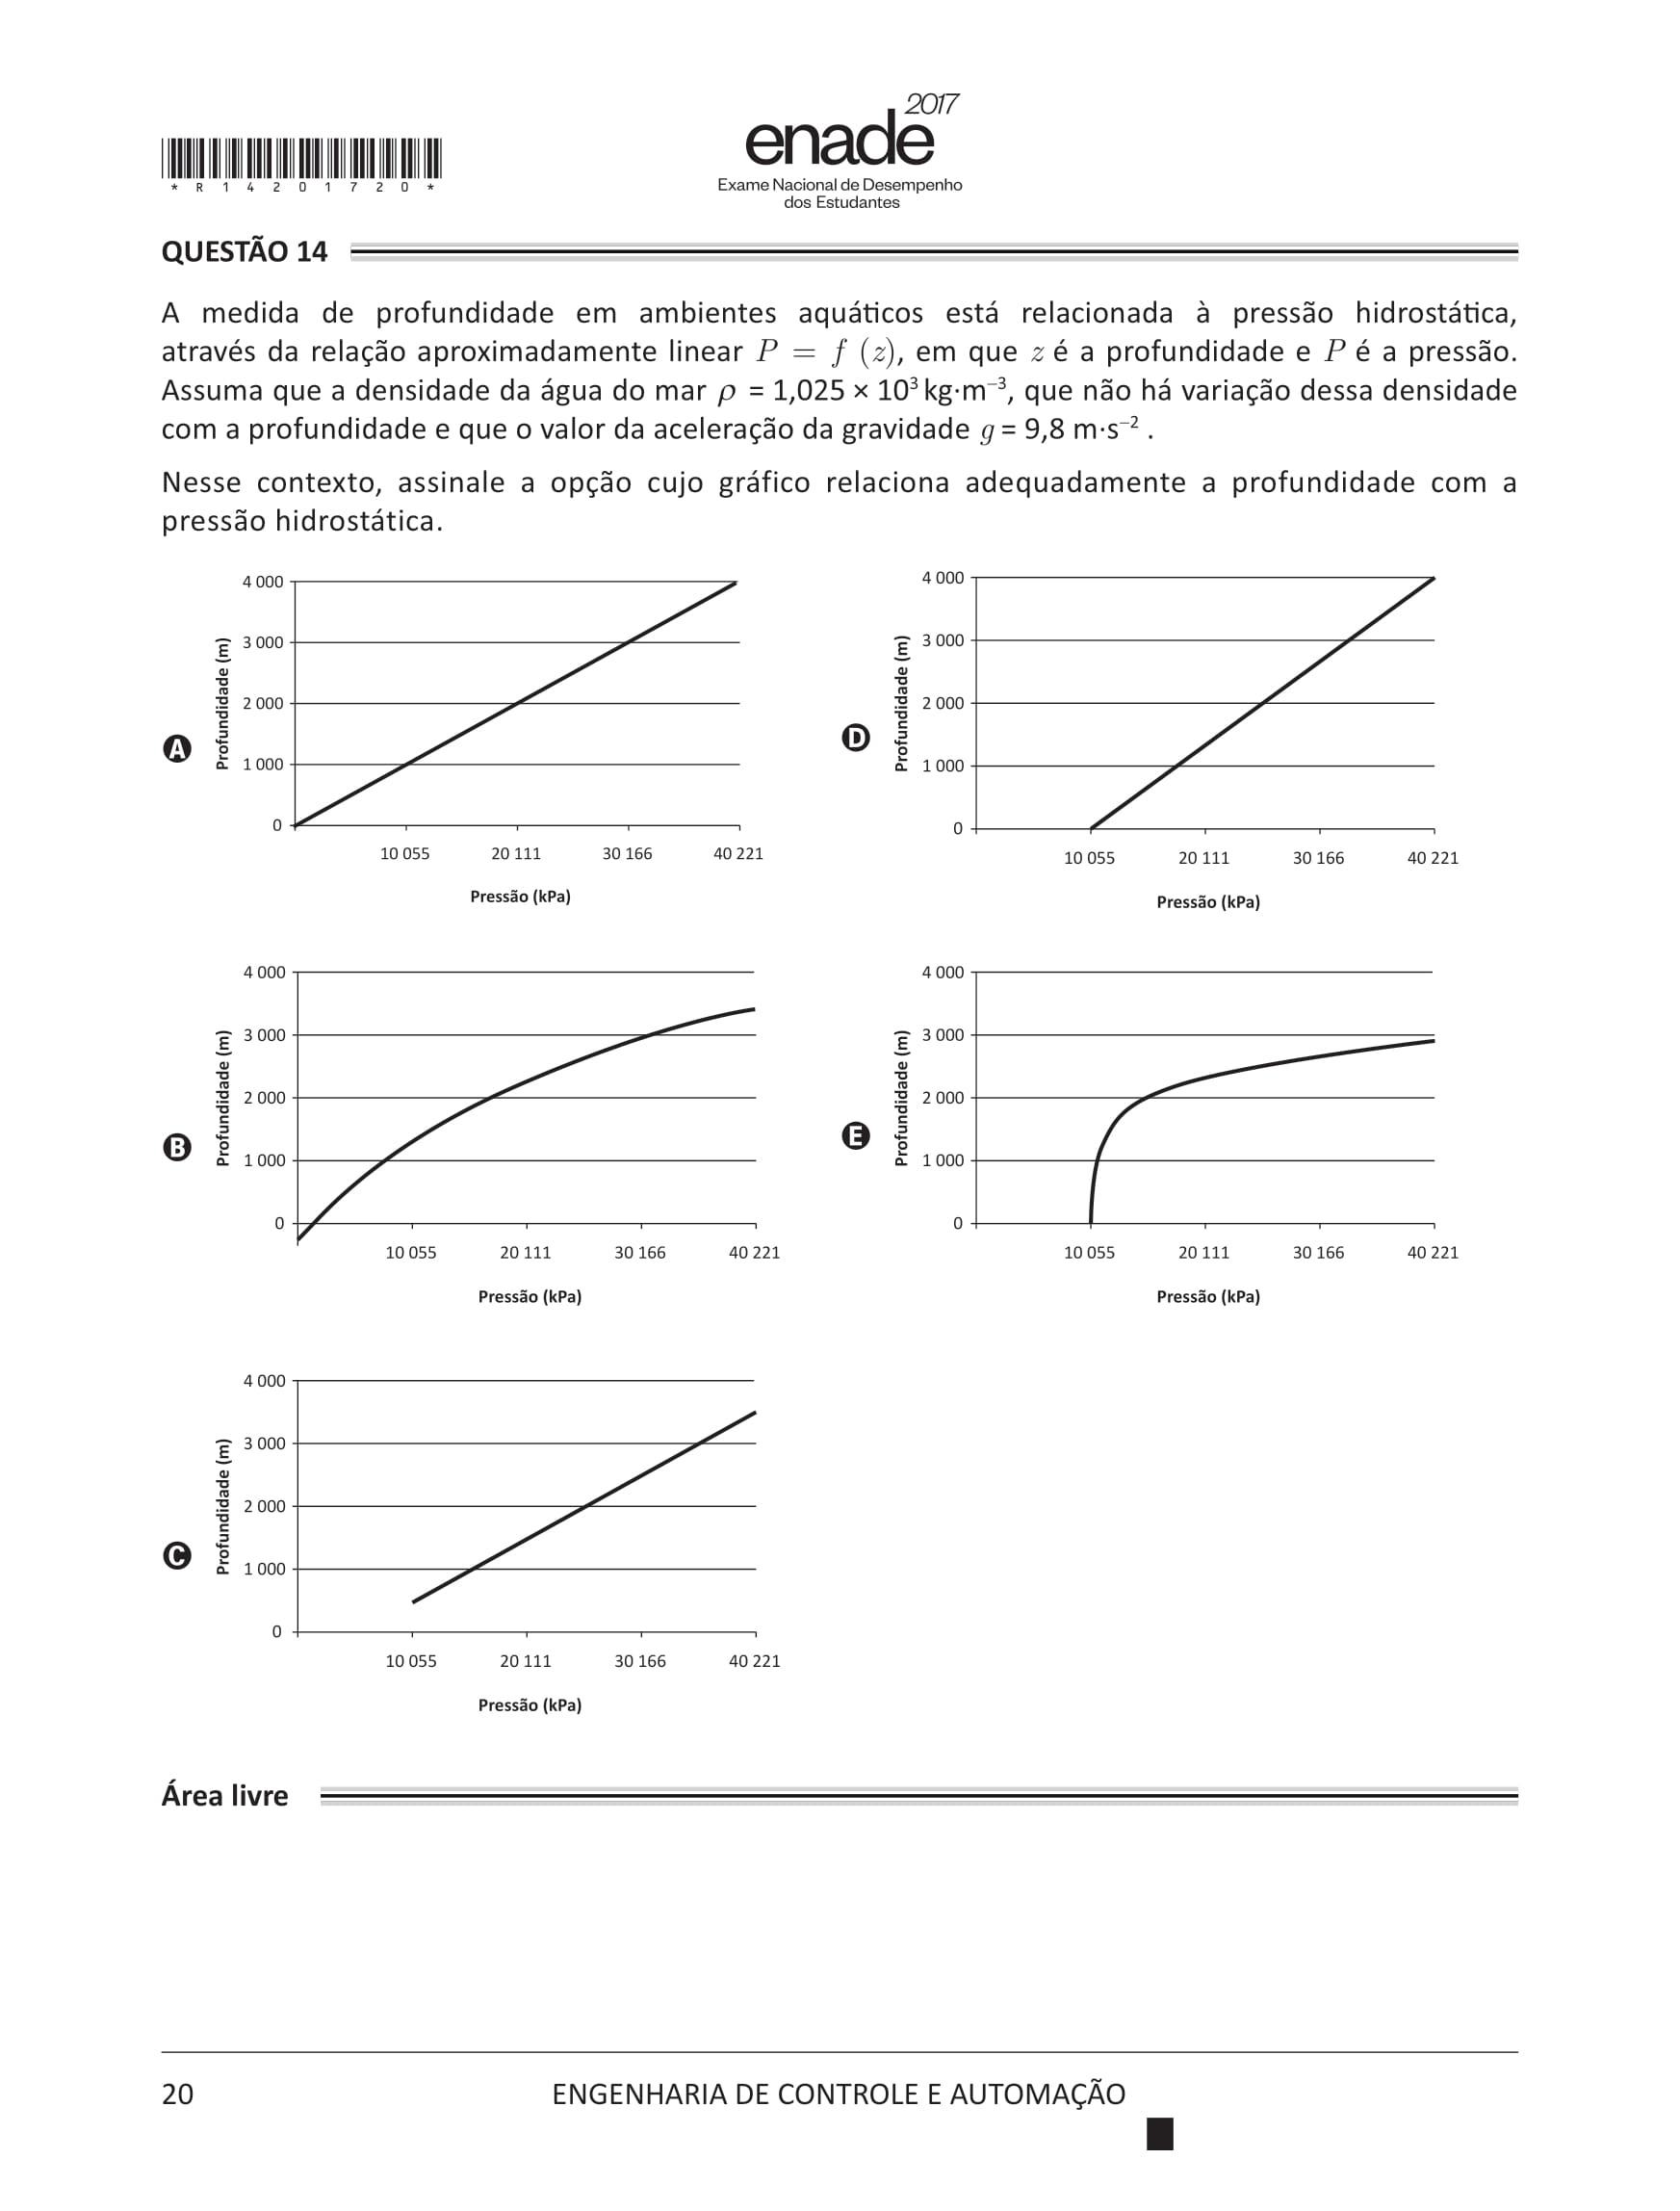 2017
enade
Exame Nacional de Desempenho
dos Estudantes
* R 1 4 2 0 1 7 2 0 *
QUESTÃO 14
A medida de profundidade em ambientes aquáticos está relacionada à pressão hidrostática,
através da relação aproximadamente linear P = f (z), em que z é a profundidade e P é a pressão.
Assuma que a densidade da água do mar ρ = 1,025 × 10³ kg·m⁻³, que não há variação dessa densidade
com a profundidade e que o valor da aceleração da gravidade g = 9,8 m·s⁻² .
Nesse contexto, assinale a opção cujo gráfico relaciona adequadamente a profundidade com a
pressão hidrostática.
A
Profundidade (m)
4 000
3 000
2 000
1 000
0
10 055 20 111 30 166 40 221
Pressão (kPa)
D
Profundidade (m)
4 000
3 000
2 000
1 000
0
10 055 20 111 30 166 40 221
Pressão (kPa)
B
Profundidade (m)
4 000
3 000
2 000
1 000
0
10 055 20 111 30 166 40 221
Pressão (kPa)
E
Profundidade (m)
4 000
3 000
2 000
1 000
0
10 055 20 111 30 166 40 221
Pressão (kPa)
C
Profundidade (m)
4 000
3 000
2 000
1 000
0
10 055 20 111 30 166 40 221
Pressão (kPa)
Área livre
20 ENGENHARIA DE CONTROLE E AUTOMAÇÃO